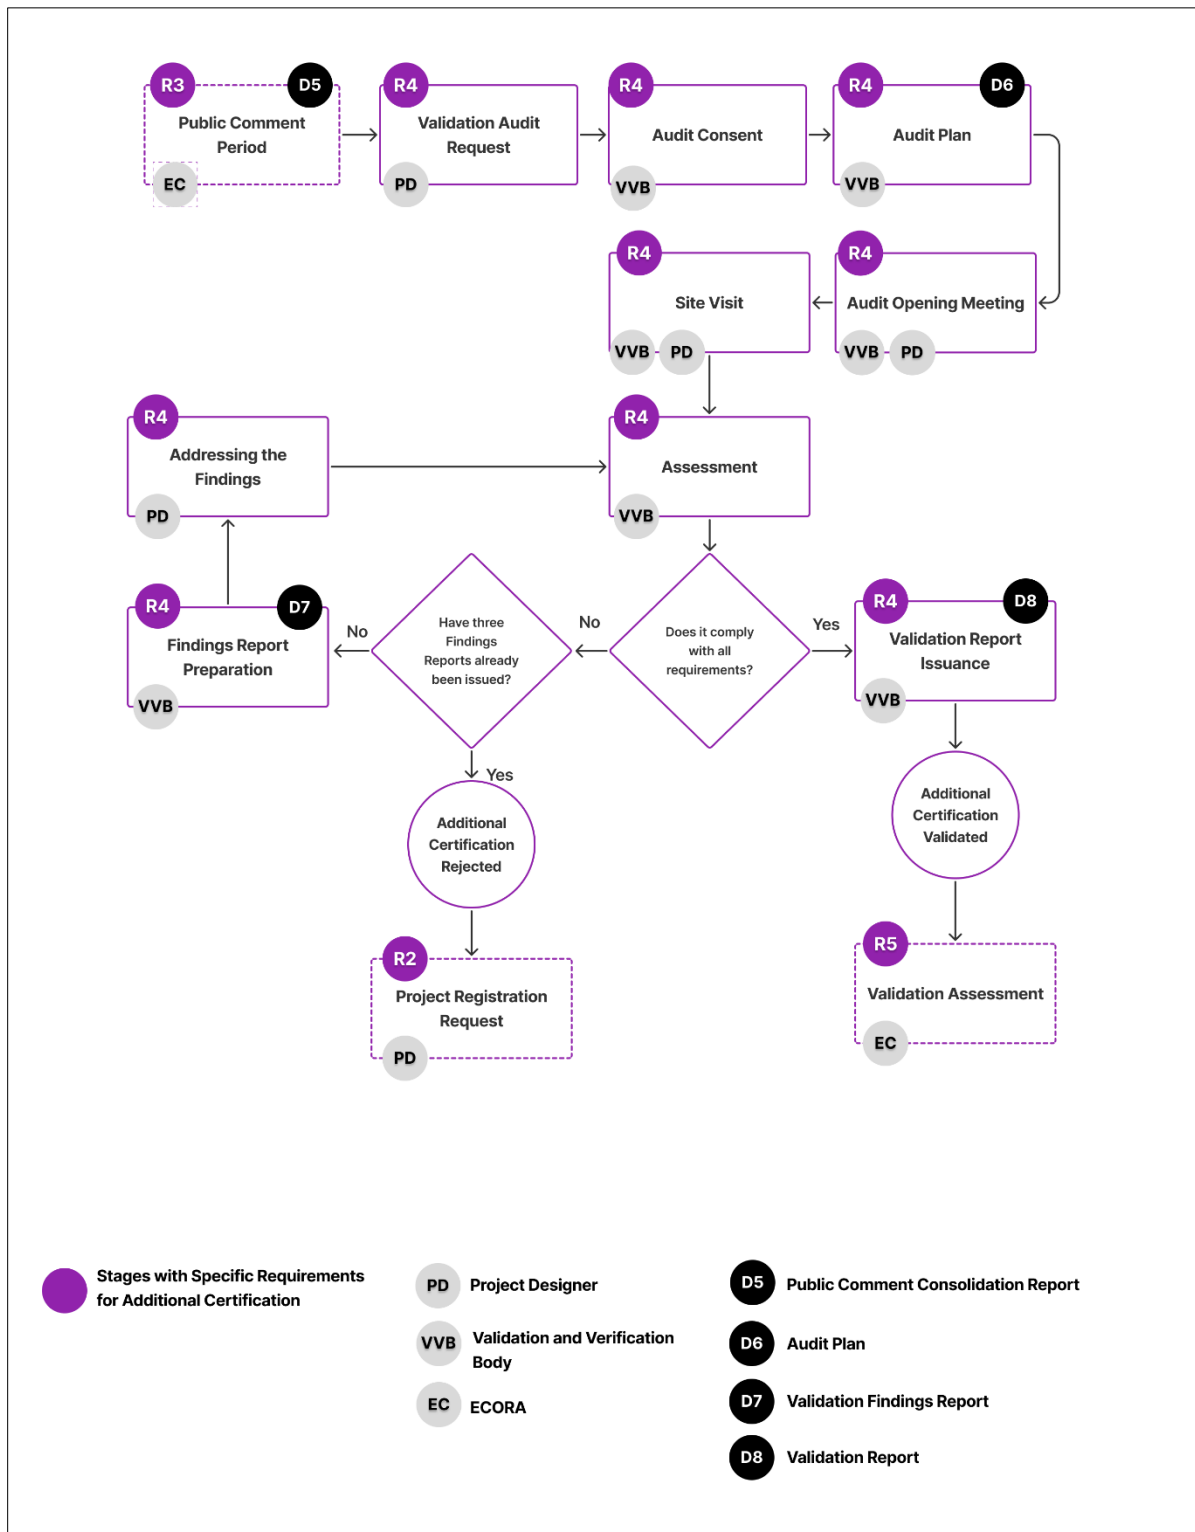 R3
D5
Public Comment
Period
EC
R4
Validation Audit
Request
PD
R4
Audit Consent
VVB
R4
D6
Audit Plan
VVB
R4
Site Visit
VVB
PD
R4
Audit Opening Meeting
VVB
PD
R4
Addressing the
Findings
PD
R4
Assessment
VVB
R4
D7
Findings Report
Preparation
VVB
No
Have three
Findings
Reports already
been issued?
No
Does it comply
with all
requirements?
Yes
R4
D8
Validation Report
Issuance
VVB
Yes
Additional
Certification
Rejected
Additional
Certification
Validated
R2
Project Registration
Request
PD
R5
Validation Assessment
EC
Stages with Specific Requirements
for Additional Certification
PD
Project Designer
VVB
Validation and Verification
Body
EC
ECORA
D5
Public Comment Consolidation Report
D6
Audit Plan
D7
Validation Findings Report
D8
Validation Report